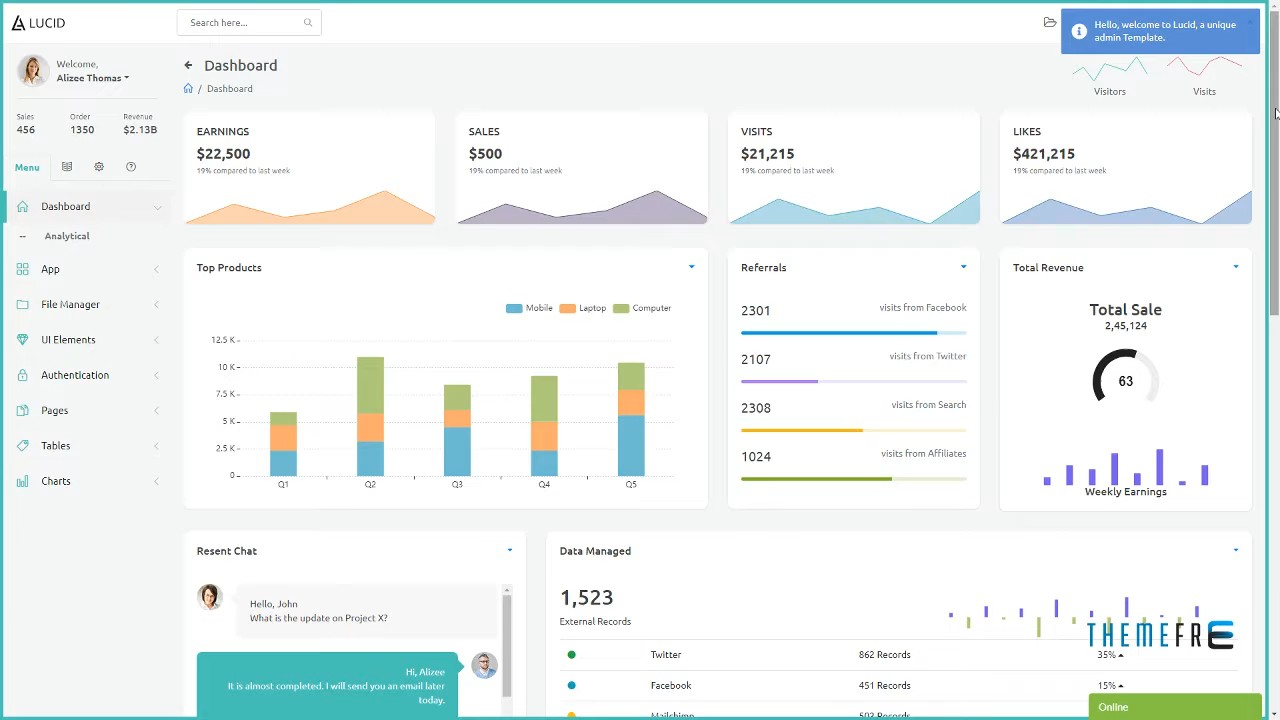 LUCID
Search here...
Hello, welcome to Lucid, a unique
admin Template.
Welcome,
Alizee Thomas
Dashboard
/ Dashboard
Visitors
Visits
Sales
456
Order
1350
Revenue
$2.13B
Menu
Dashboard
Analytical
App
File Manager
UI Elements
Authentication
Pages
Tables
Charts
EARNINGS
$22,500
19% compared to last week
SALES
$500
19% compared to last week
VISITS
$21,215
19% compared to last week
LIKES
$421,215
19% compared to last week
Top Products
Mobile
Laptop
Computer
12.5 K
10 K
7.5 K
5 K
2.5 K
0
Q1
Q2
Q3
Q4
Q5
Referrals
2301
visits from Facebook
2107
visits from Twitter
2308
visits from Search
1024
visits from Affiliates
Total Revenue
Total Sale
2,45,124
63
Weekly Earnings
Resent Chat
Hello, John
What is the update on Project X?
Hi, Alizee
It is almost completed. I will send you an email later
today.
Data Managed
1,523
External Records
THEMEFRE
Twitter
862 Records
35%
Facebook
451 Records
15%
Mailchimp
503 Records
Online